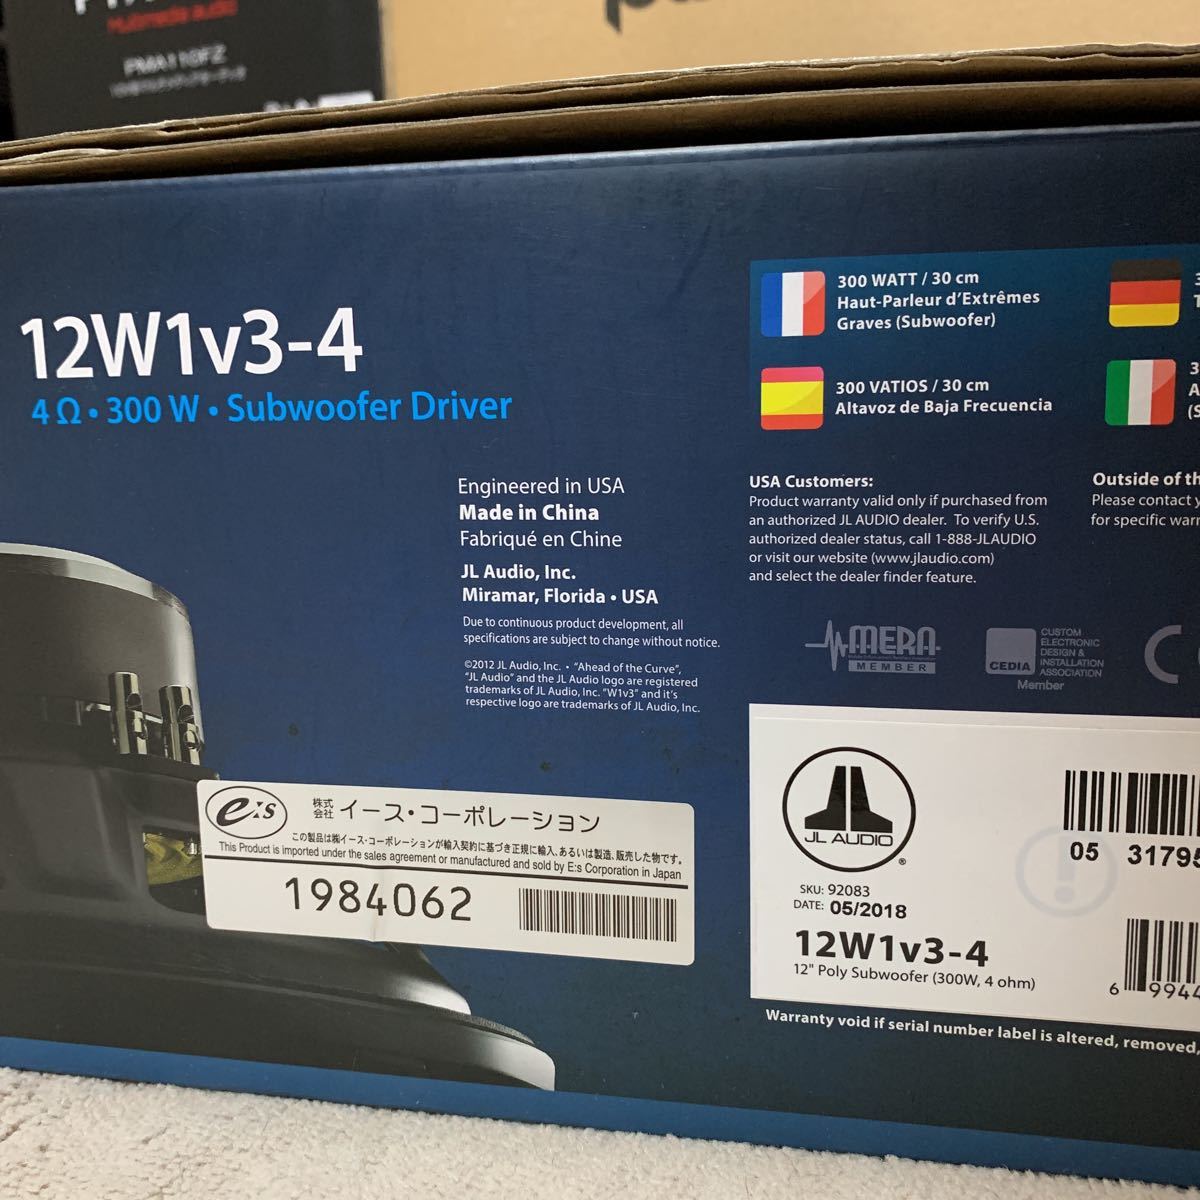 Multimedia audio
PMA110FZ
12W1v3-4
4 Ω • 300 W • Subwoofer Driver
300 WATT / 30 cm
Haut-Parleur d'Extrêmes
Graves (Subwoofer)
300 VATIOS / 30 cm
Altavoz de Baja Frecuencia
Engineered in USA
Made in China
Fabriqué en Chine
JL Audio, Inc.
Miramar, Florida • USA
Due to continuous product development, all
specifications are subject to change without notice.
©2012 JL Audio, Inc. • "Ahead of the Curve",
"JL Audio" and the JL Audio logo are registered
trademarks of JL Audio, Inc. "W1v3" and it's
respective logo are trademarks of JL Audio, Inc.
USA Customers:
Product warranty valid only if purchased from
an authorized JL AUDIO dealer. To verify U.S.
authorized dealer status, call 1-888-JLAUDIO
or visit our website (www.jlaudio.com)
and select the dealer finder feature.
Outside of th
Please contact y
for specific warr
MERA
MEMBER
CEDIA
CUSTOM
ELECTRONIC
DESIGN &
INSTALLATION
ASSOCIATION
Member
e:s
株式会社 イース・コーポレーション
この製品は㈱イース・コーポレーションが輸入契約に基づき正規に輸入、あるいは製造、販売した物です。
This Product is imported under the sales agreement or manufactured and sold by E:s Corporation in Japan
1984062
JL AUDIO ®
SKU: 92083
DATE: 05/2018
12W1v3-4
12" Poly Subwoofer (300W, 4 ohm)
05 31795
6 9944
Warranty void if serial number label is altered, removed,